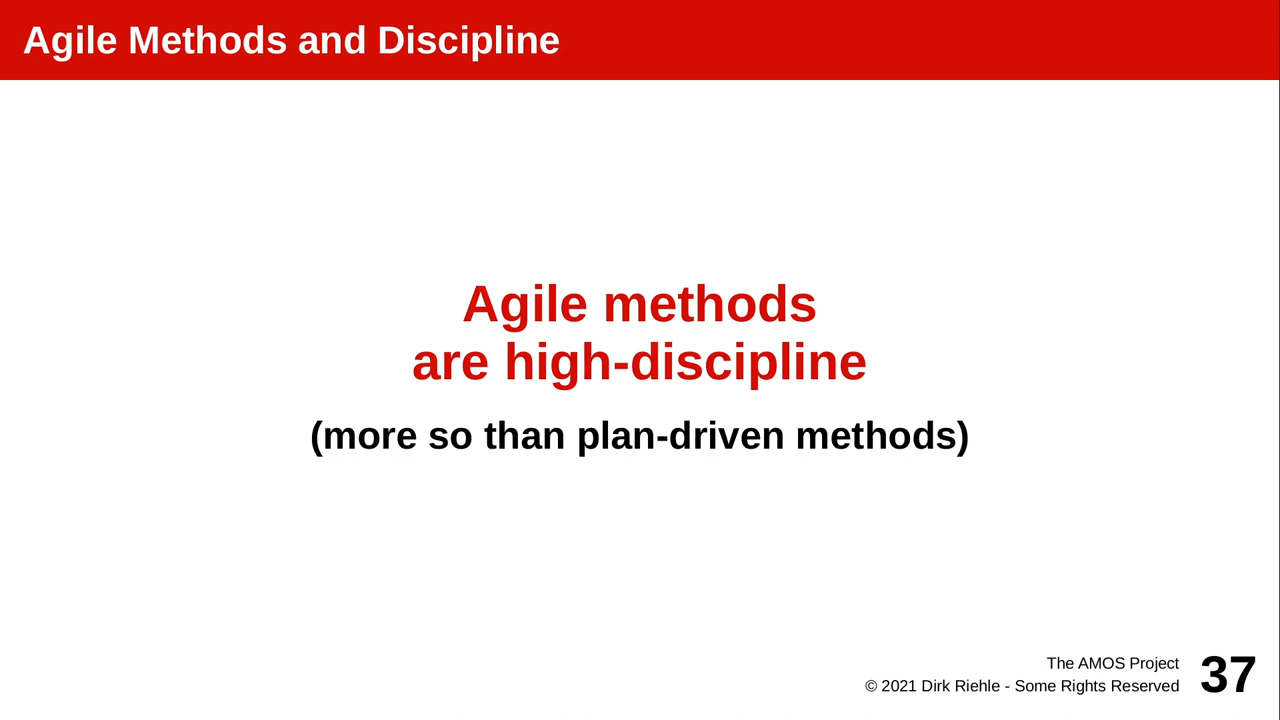 Agile Methods and Discipline
Agile methods
are high-discipline
(more so than plan-driven methods)
The AMOS Project
© 2021 Dirk Riehle - Some Rights Reserved
37